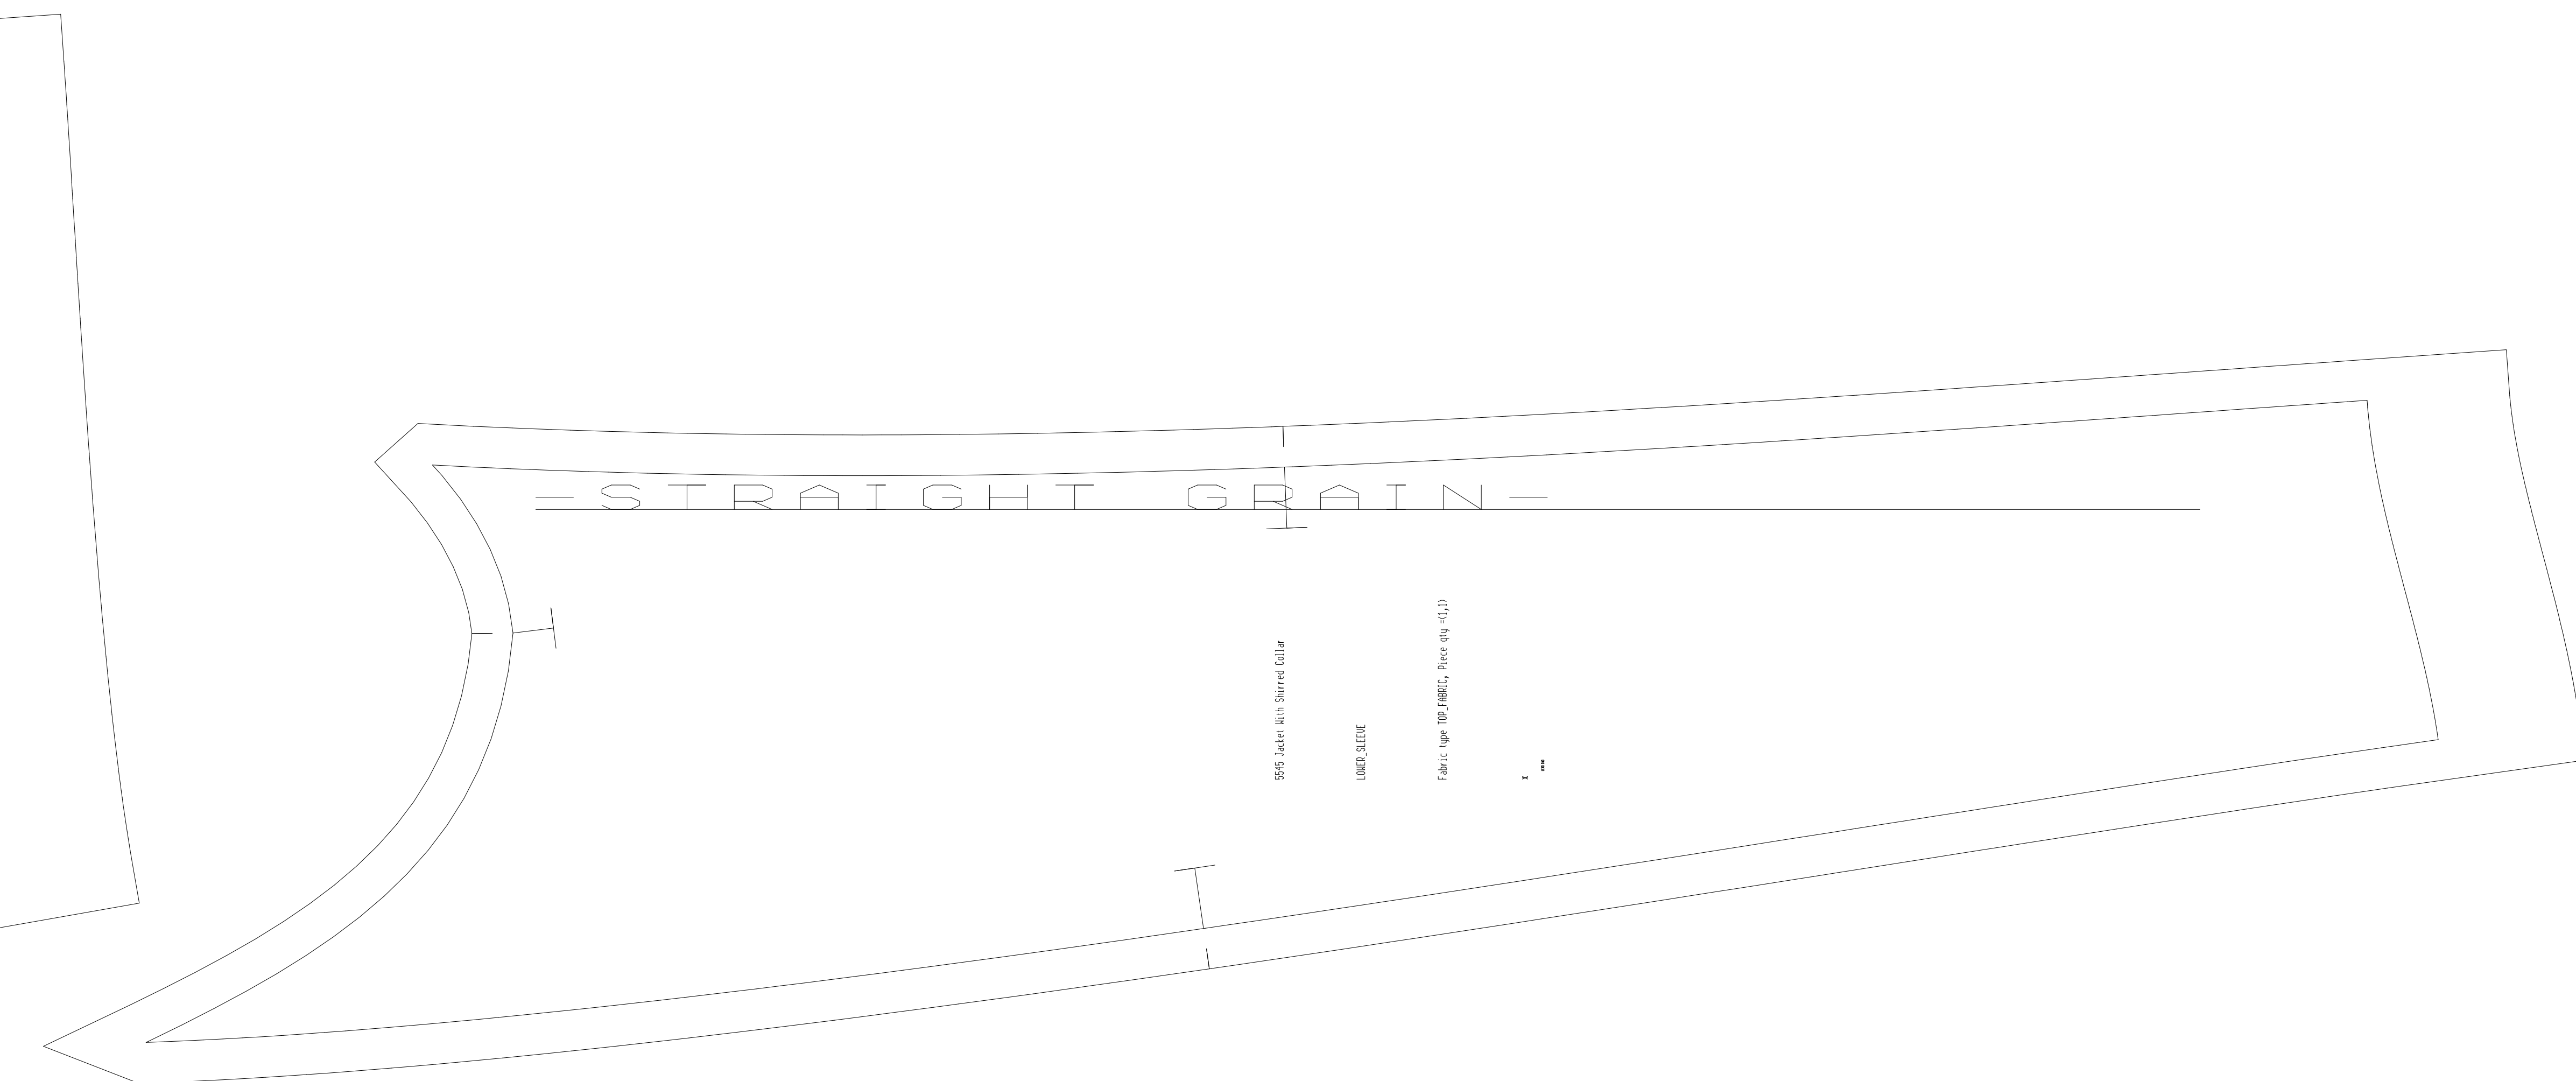 -STRAIGHT GRAIN-
5545 Jacket With Shirred Collar
LOWER_SLEEVE
Fabric type TOP_FABRIC, Piece qty =(1,1)